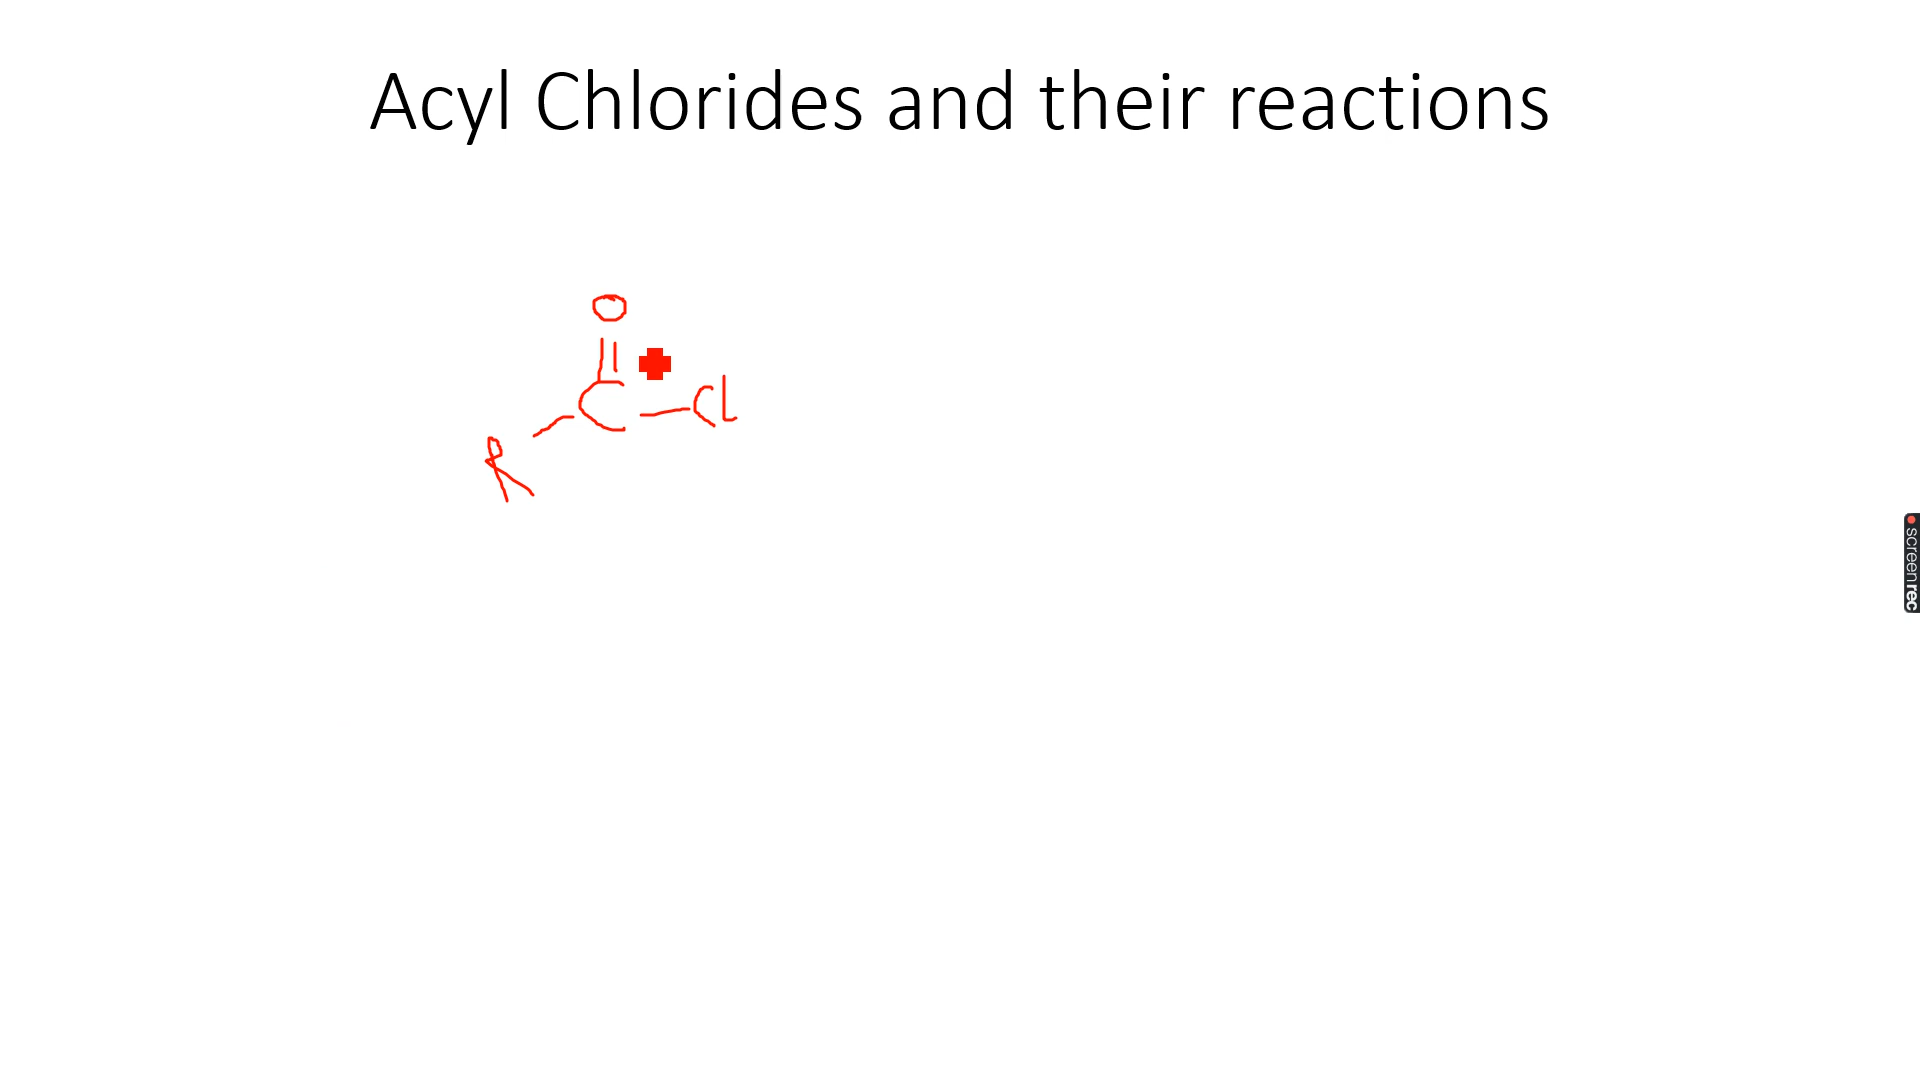 Acyl Chlorides and their reactions
O
C Cl
R
screenrec